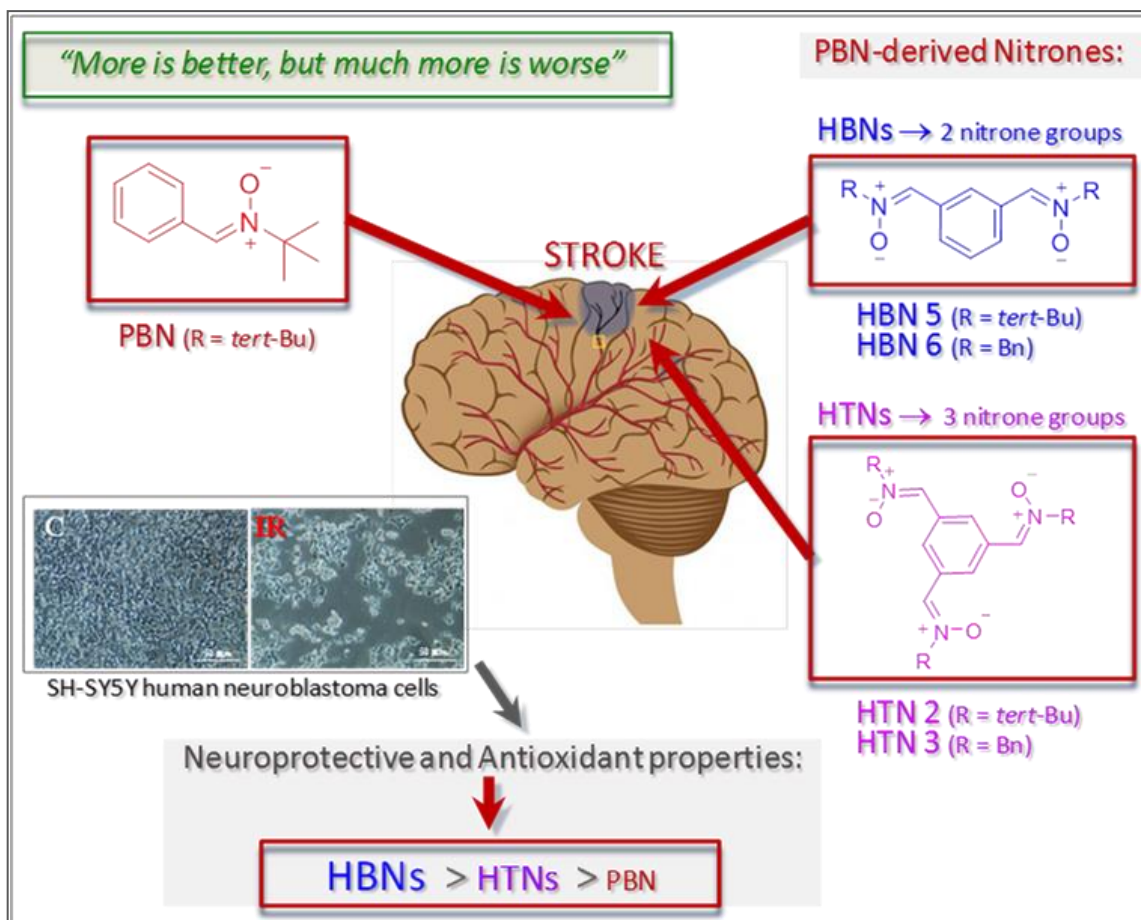 “More is better, but much more is worse”
PBN-derived Nitrones:
HBNs → 2 nitrone groups
O
−
N
+
PBN (R = tert-Bu)
R
+
N
O
−
+
N
R
O
−
HBN 5 (R = tert-Bu)
HBN 6 (R = Bn)
STROKE
HTNs → 3 nitrone groups
R
+
N
−
O
−
O
N
+
R
N
+
O
−
R
HTN 2 (R = tert-Bu)
HTN 3 (R = Bn)
C
IR
SH-SY5Y human neuroblastoma cells
Neuroprotective and Antioxidant properties:
HBNs > HTNs > PBN